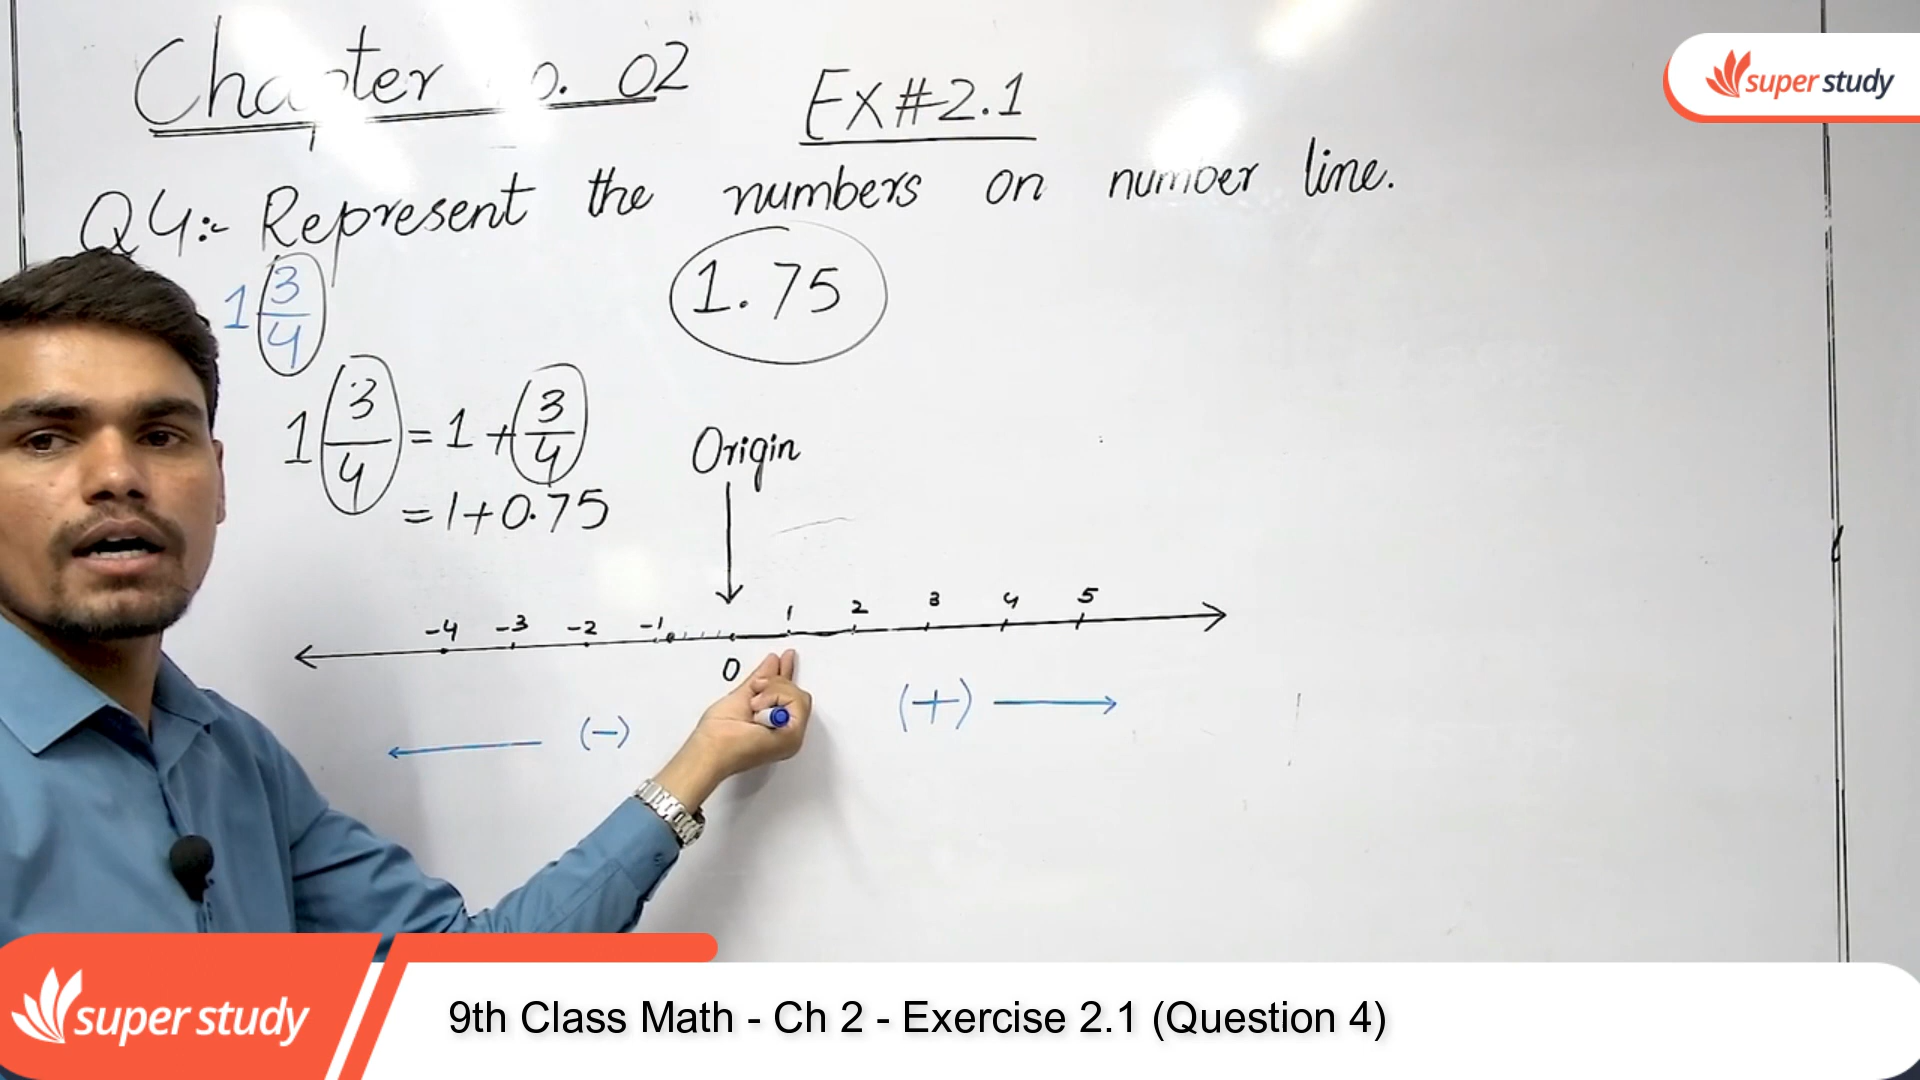 Chapter no. 02
Ex#2.1
super study
Q4:- Represent the numbers on number line.
1 3/4
1.75
1 3/4 = 1 + 3/4
= 1+0.75
Origin
-4 -3 -2 -1 1 2 3 4 5
0
(-)
(+)
super study
9th Class Math - Ch 2 - Exercise 2.1 (Question 4)